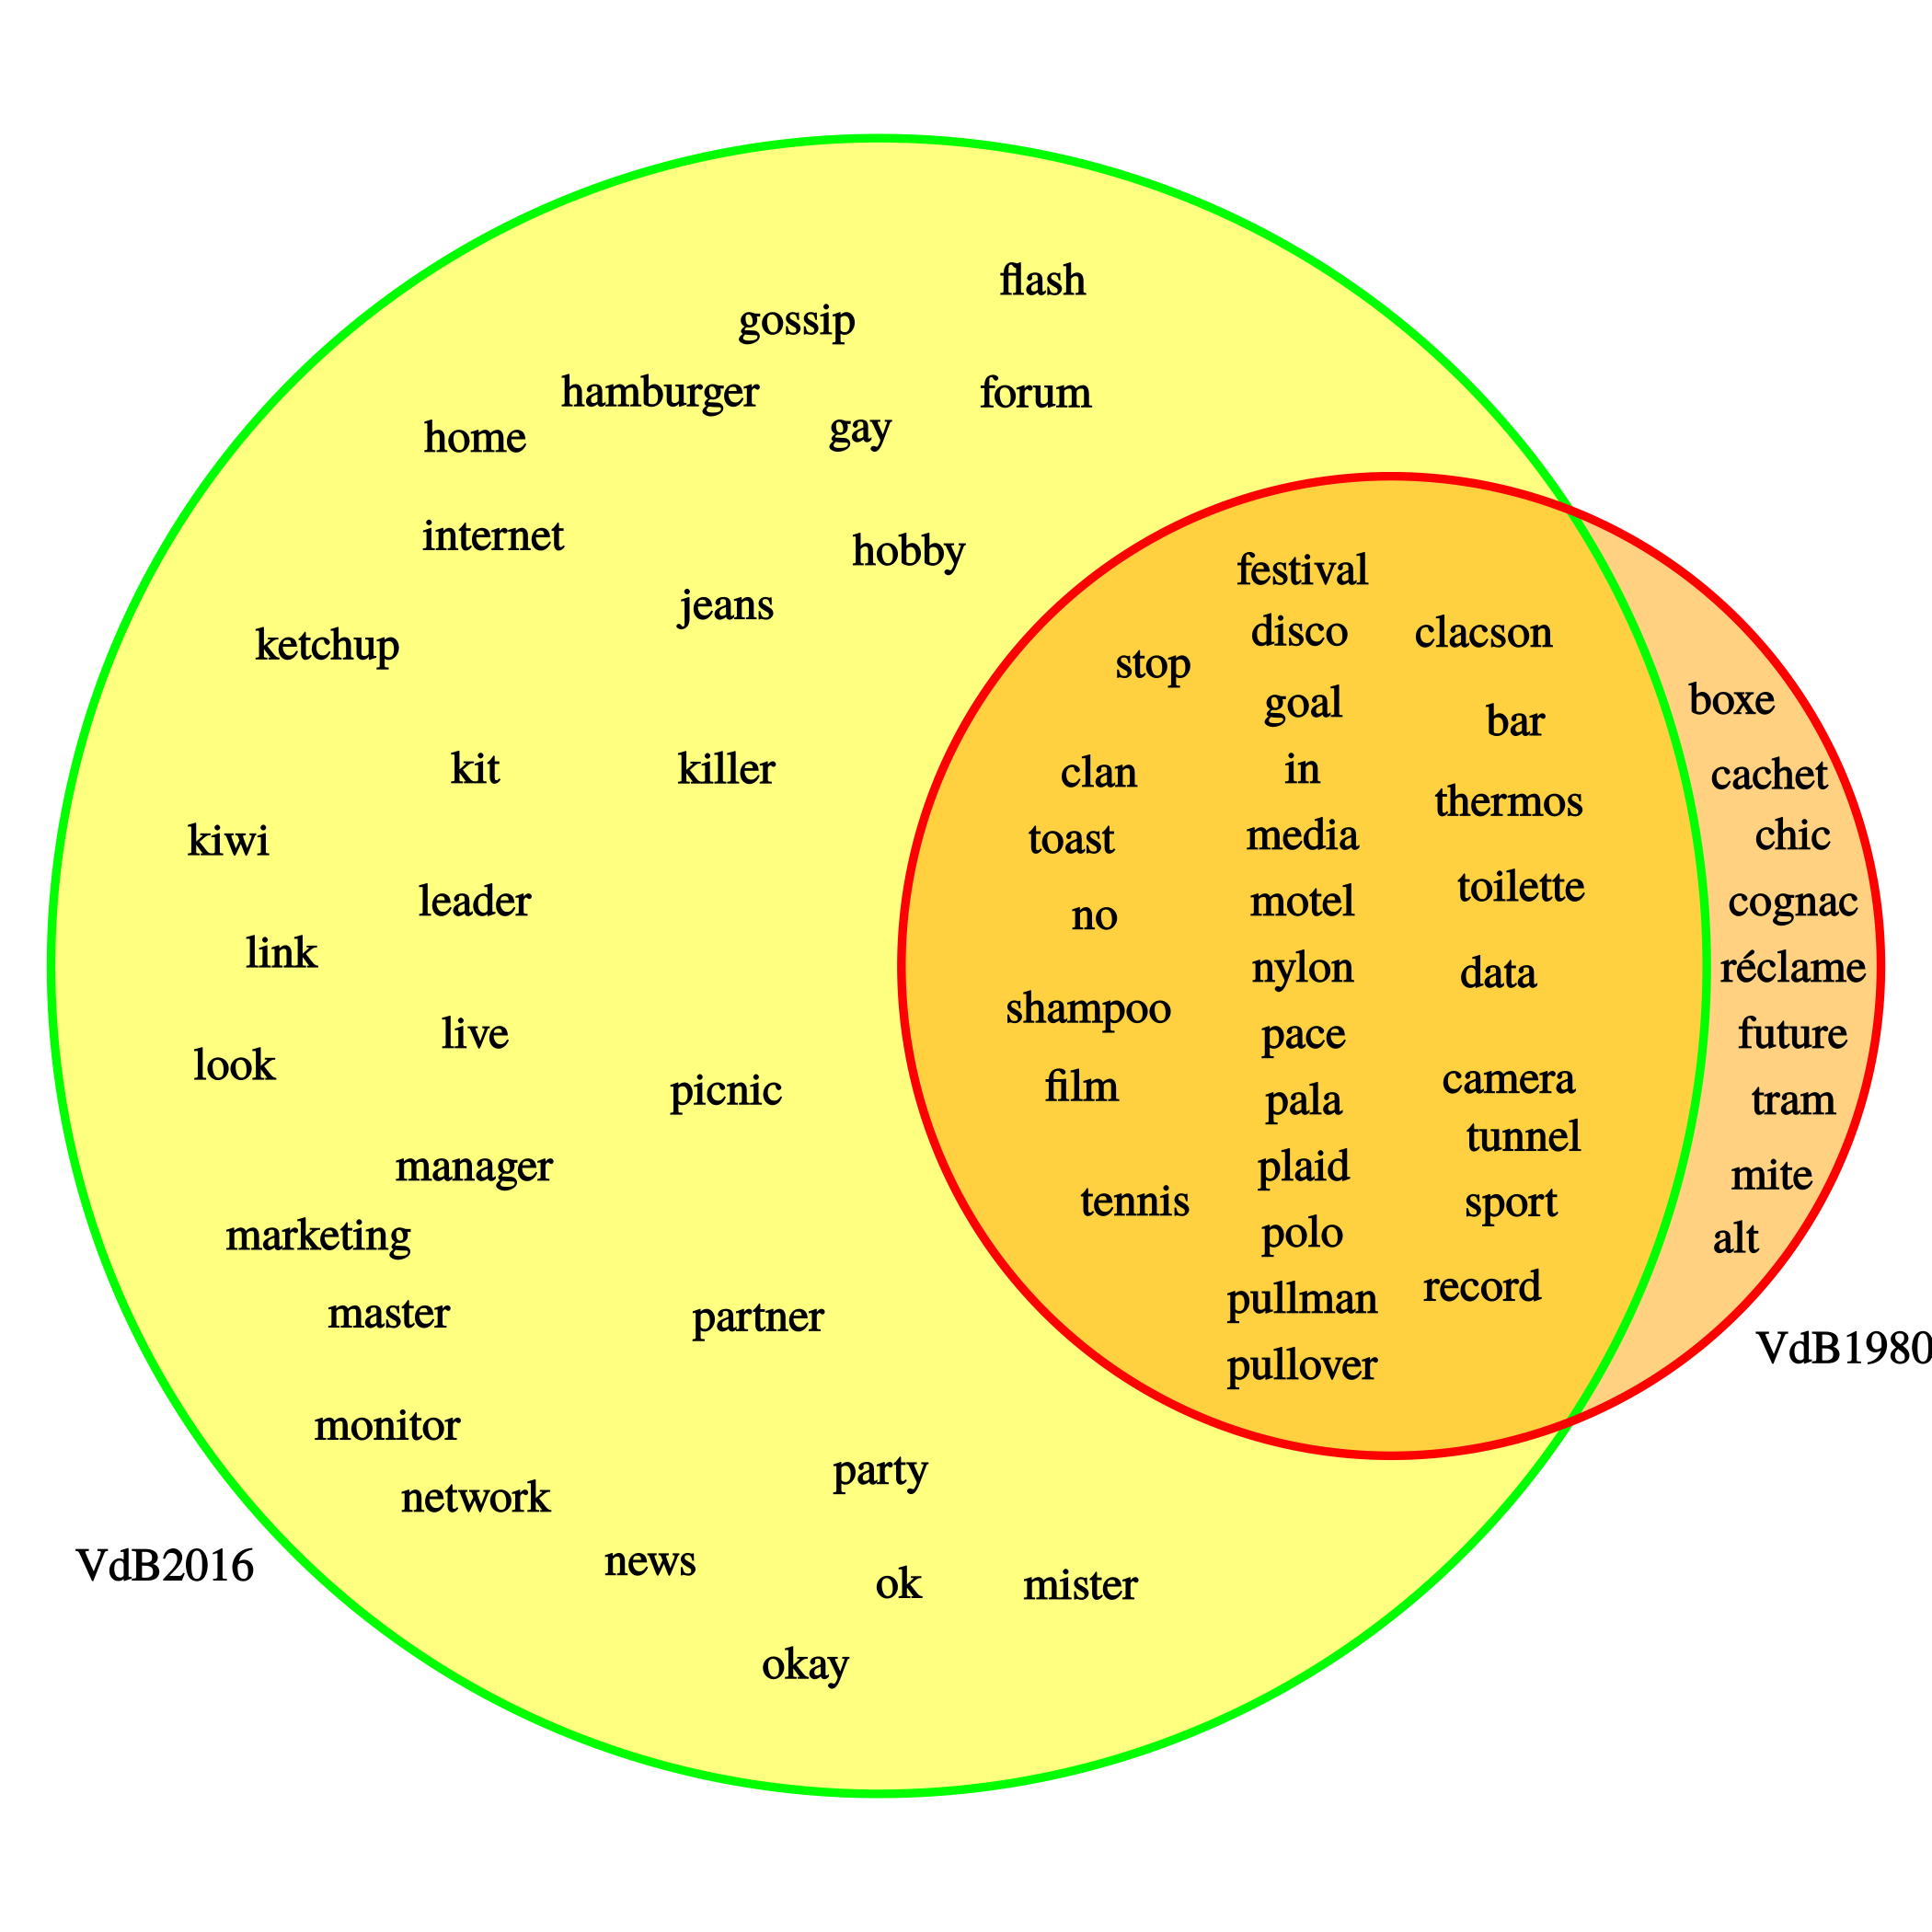 flash
gossip
hamburger
forum
gay
home
internet
hobby
jeans
ketchup
kit
killer
kiwi
leader
link
live
look
picnic
manager
marketing
master
partner
monitor
party
network
news
ok
mister
okay
VdB2016
festival
disco
clacson
stop
goal
bar
clan
in
thermos
toast
media
toilette
no
motel
nylon
data
shampoo
pace
film
pala
camera
tunnel
plaid
tennis
sport
polo
record
pullman
pullover
boxe
cachet
chic
cognac
réclame
future
tram
mite
alt
VdB1980